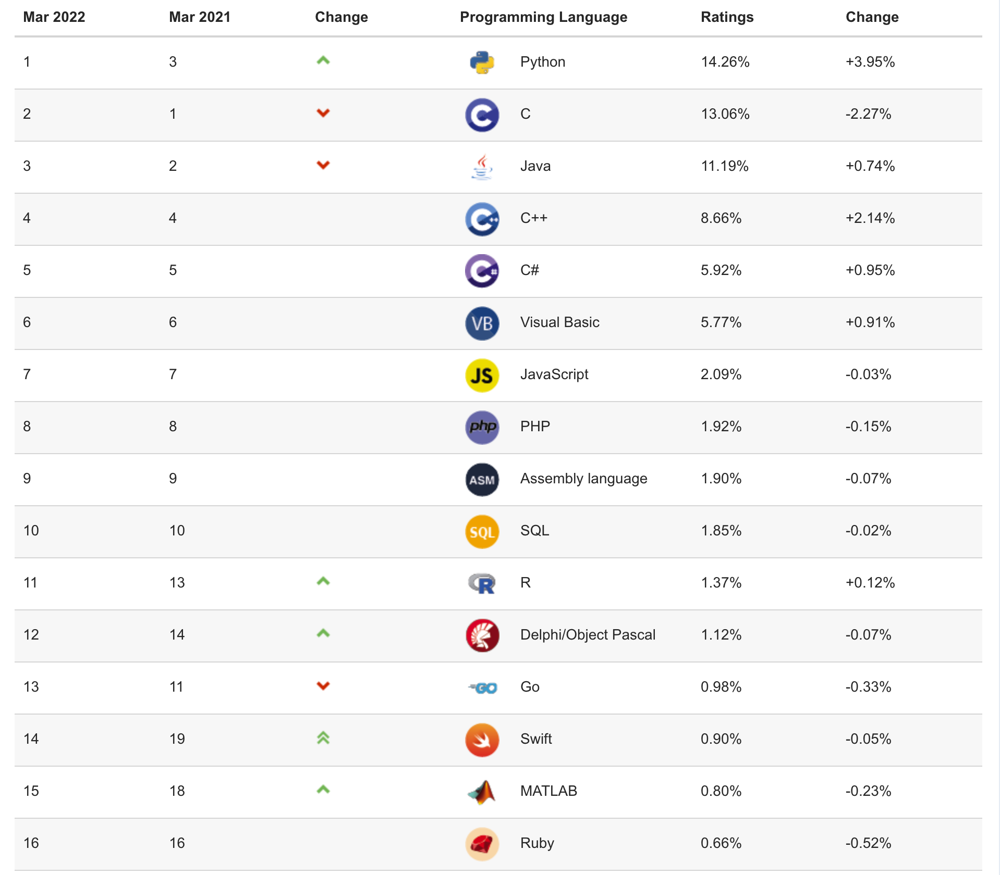 Mar 2022 Mar 2021 Change Programming Language Ratings Change
1 3 Python 14.26% +3.95%
2 1 C C 13.06% -2.27%
3 2 Java 11.19% +0.74%
4 4 C++ C++ 8.66% +2.14%
5 5 C# C# 5.92% +0.95%
6 6 VB Visual Basic 5.77% +0.91%
7 7 JS JavaScript 2.09% -0.03%
8 8 php PHP 1.92% -0.15%
9 9 ASM Assembly language 1.90% -0.07%
10 10 SQL SQL 1.85% -0.02%
11 13 R R 1.37% +0.12%
12 14 Delphi/Object Pascal 1.12% -0.07%
13 11 GO Go 0.98% -0.33%
14 19 Swift 0.90% -0.05%
15 18 MATLAB 0.80% -0.23%
16 16 Ruby 0.66% -0.52%